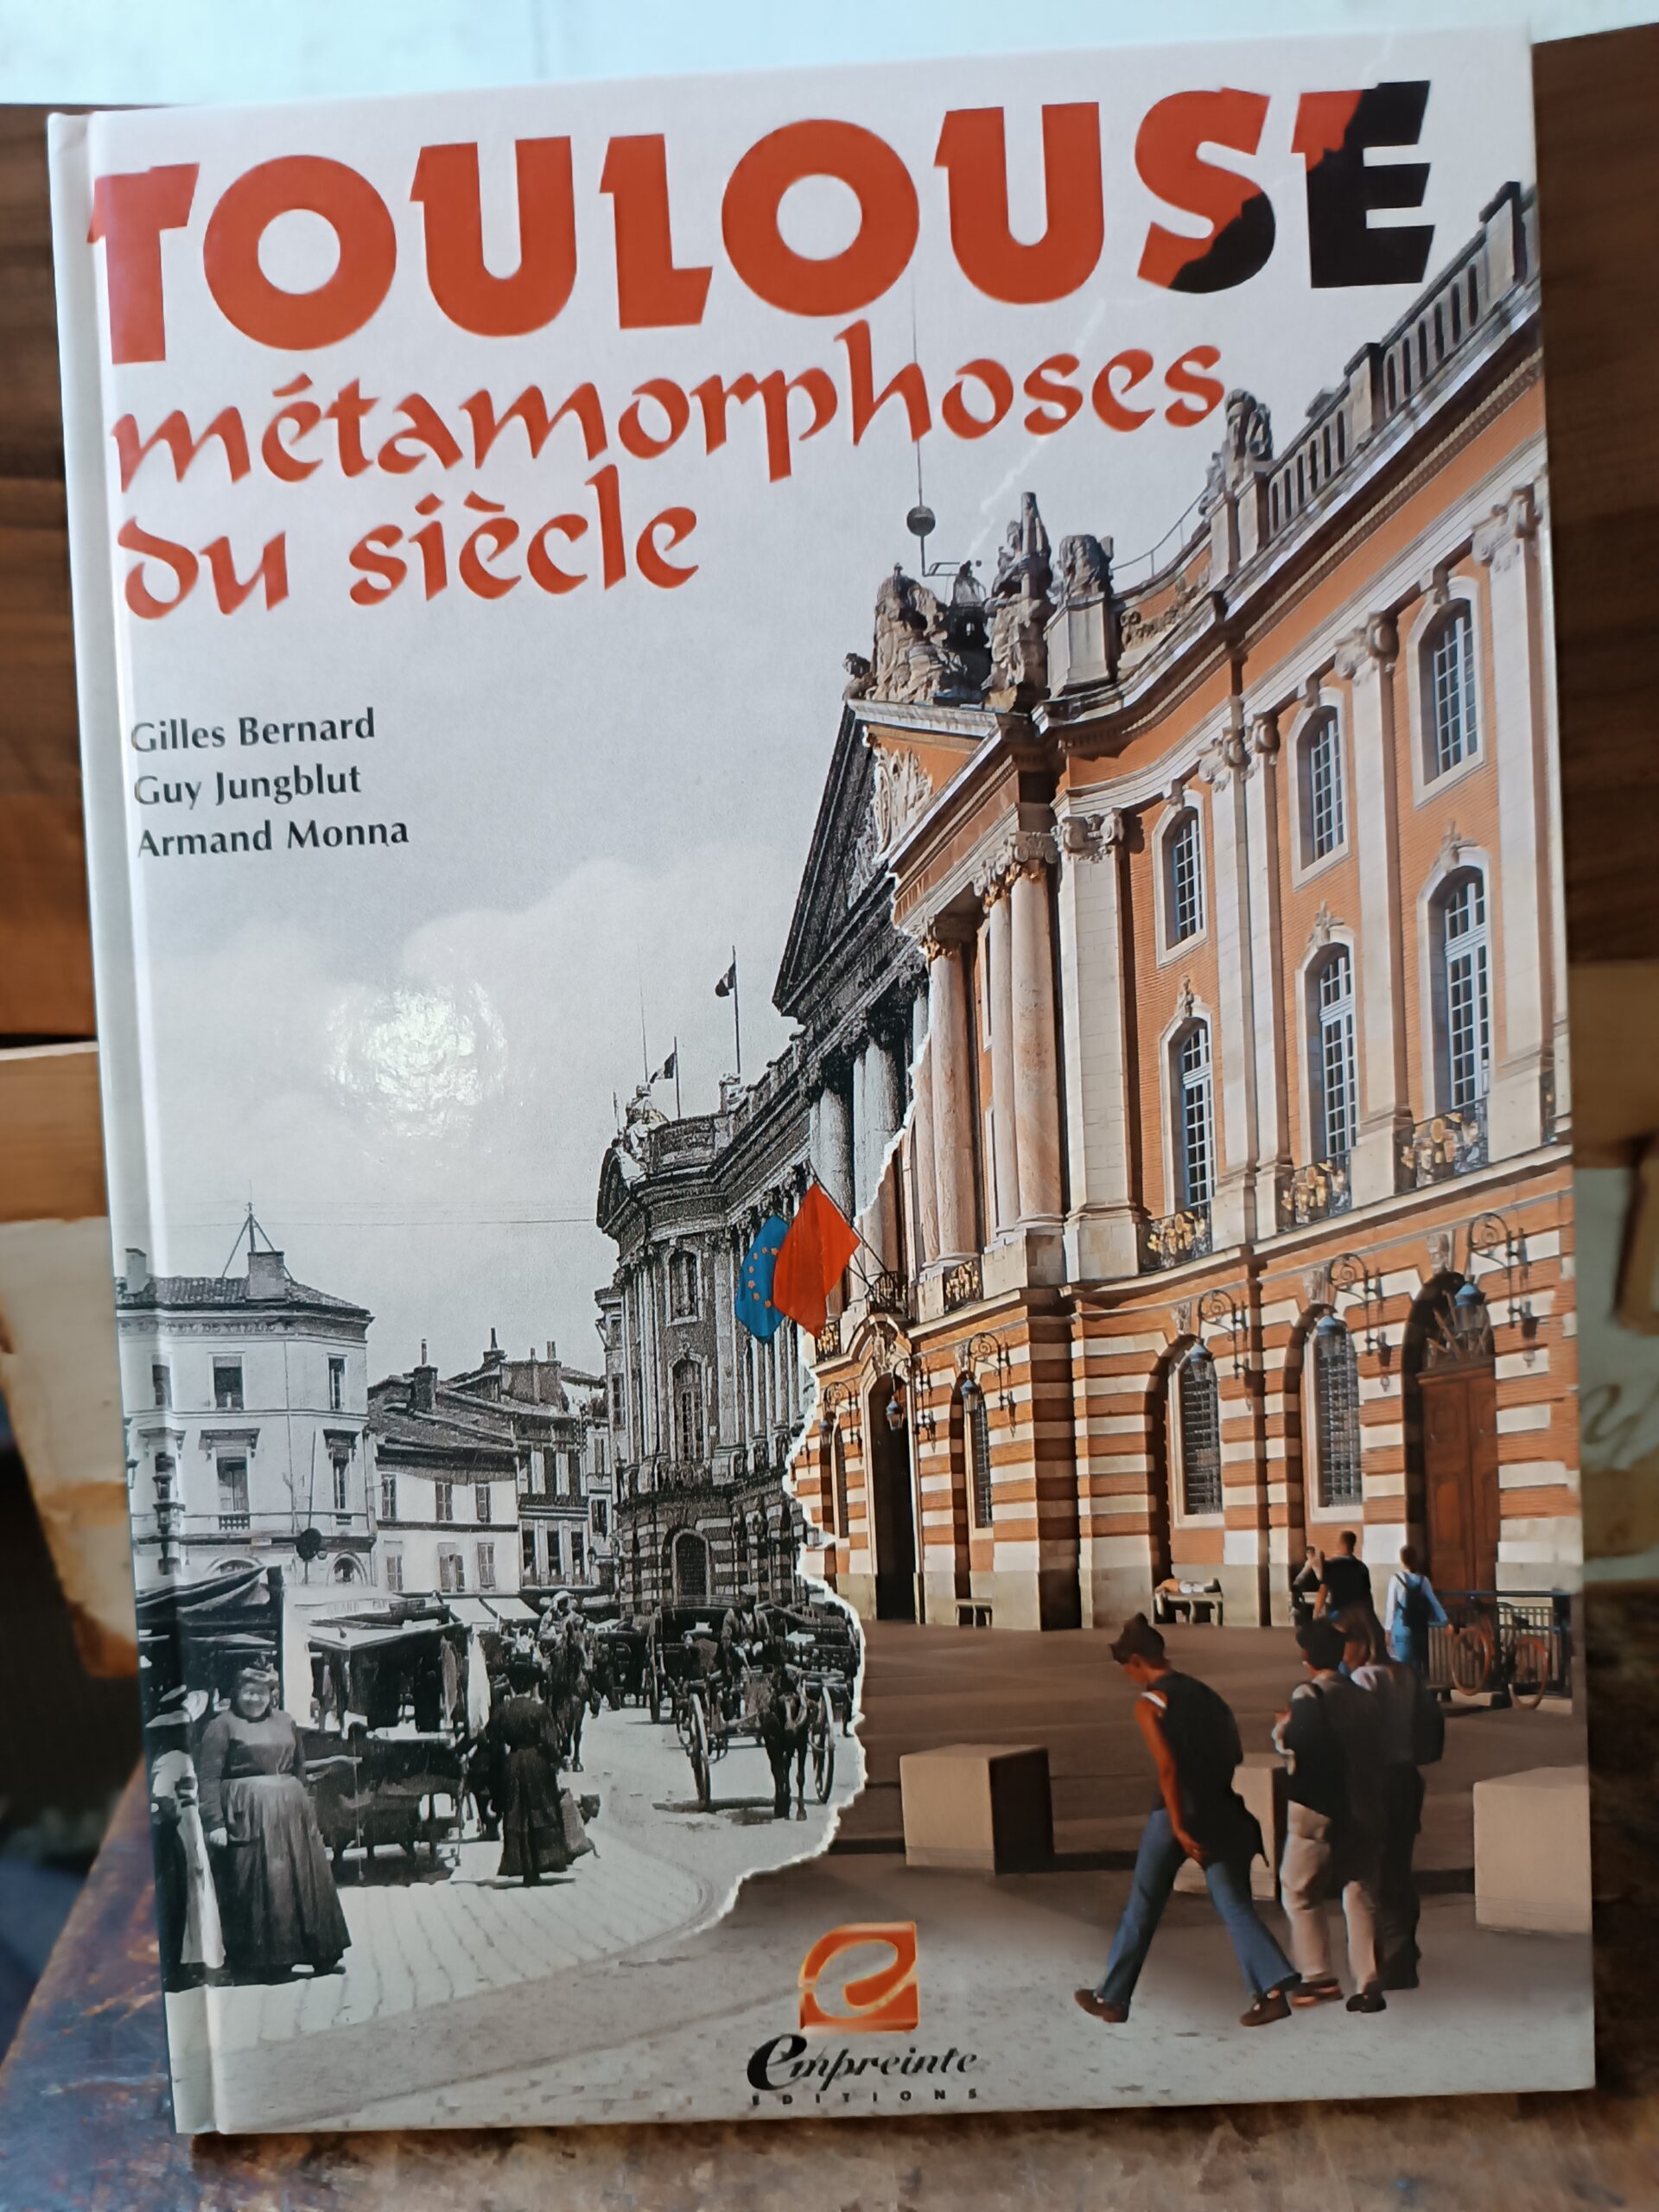 TOULOUSE
métamorphoses
du siècle
Gilles Bernard
Guy Jungblut
Armand Monna
e
empreinte
EDITIONS